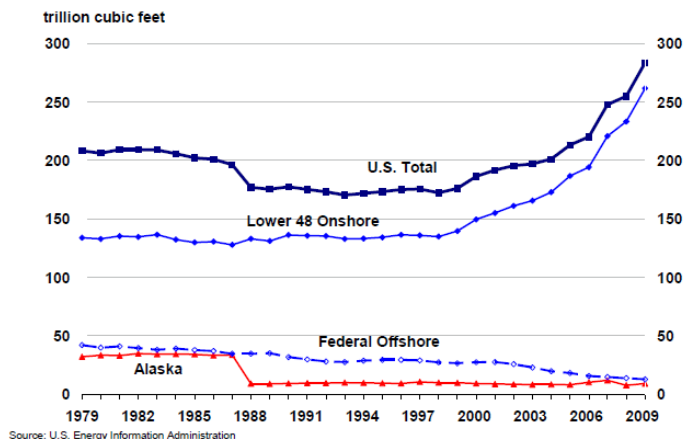 trillion cubic feet
300 300
250 250
200 200
U.S. Total
150 150
Lower 48 Onshore
100 100
50 50
Federal Offshore
Alaska
0 0
1979 1982 1985 1988 1991 1994 1997 2000 2003 2006 2009
Source: U.S. Energy Information Administration